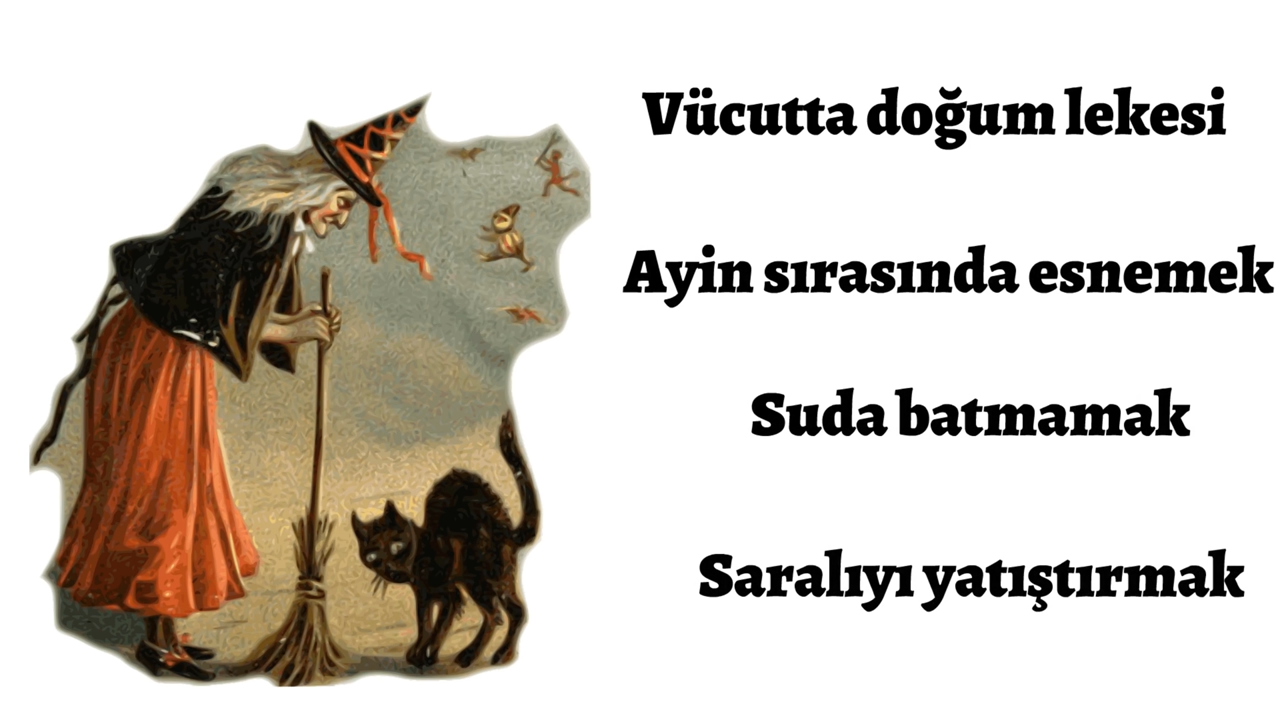 Vücutta doğum lekesi
Ayin sırasında esnemek
Suda batmamak
Saralıyı yatıştırmak